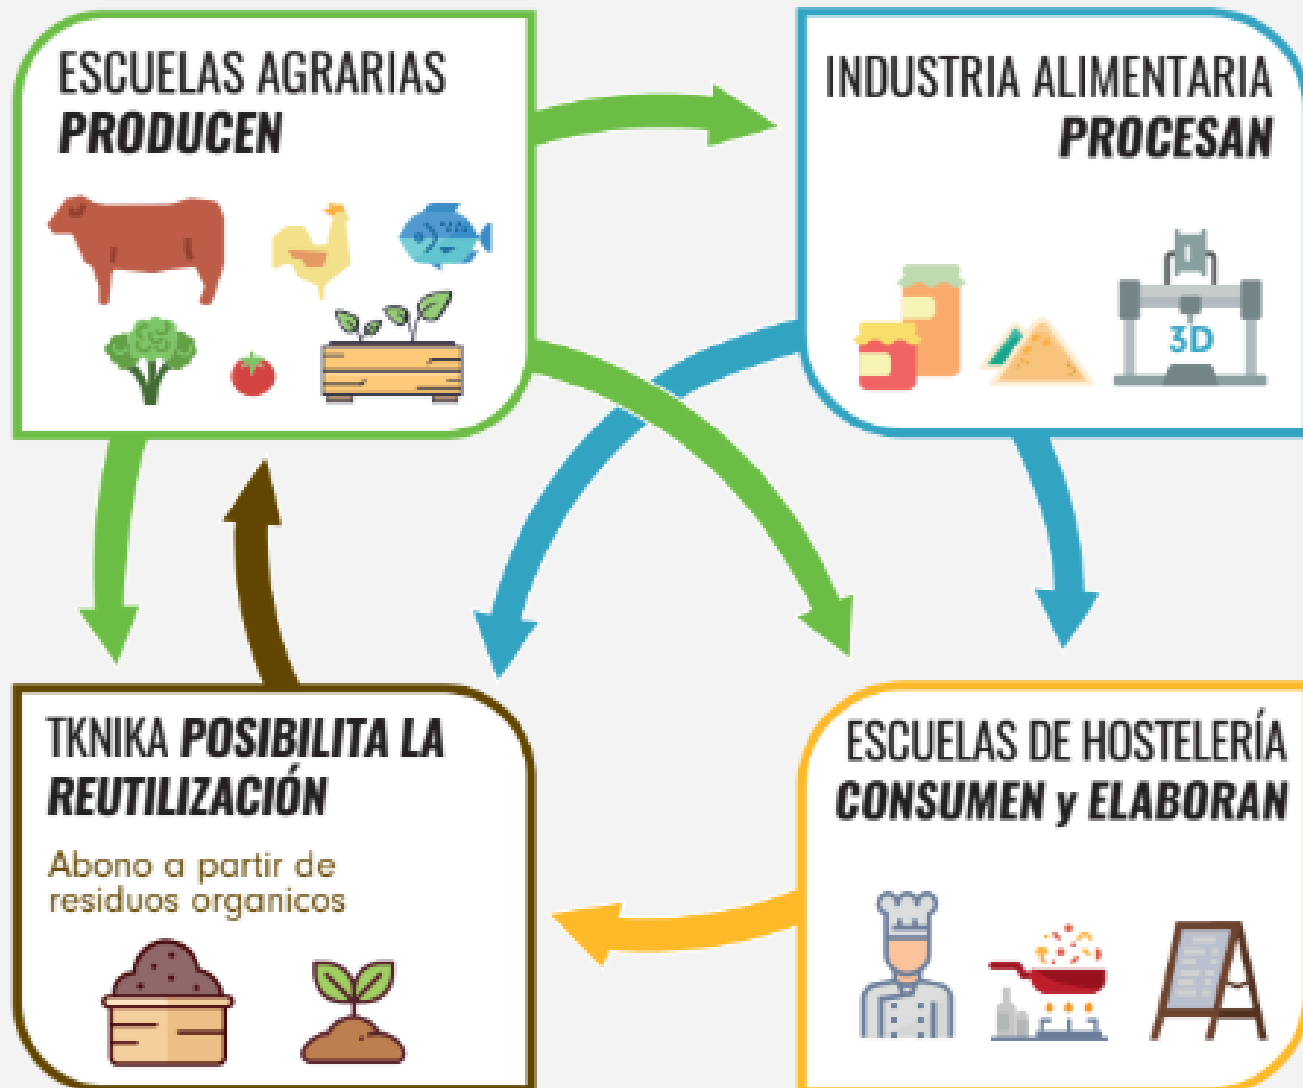 ESCUELAS AGRARIAS
PRODUCEN
INDUSTRIA ALIMENTARIA
PROCESAN
3D
TKNIKA POSIBILITA LA
REUTILIZACIÓN
Abono a partir de
residuos organicos
ESCUELAS DE HOSTELERÍA
CONSUMEN y ELABORAN